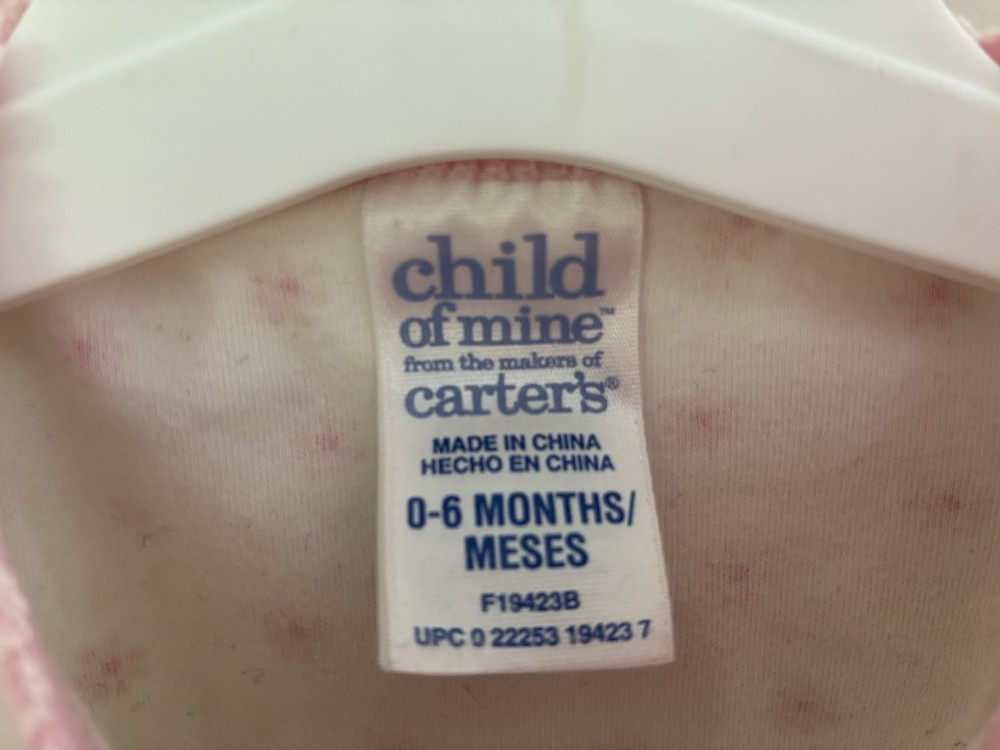 child
of mine™
from the makers of
carter's®
MADE IN CHINA
HECHO EN CHINA
0-6 MONTHS/
MESES
F19423B
UPC 0 22253 19423 7